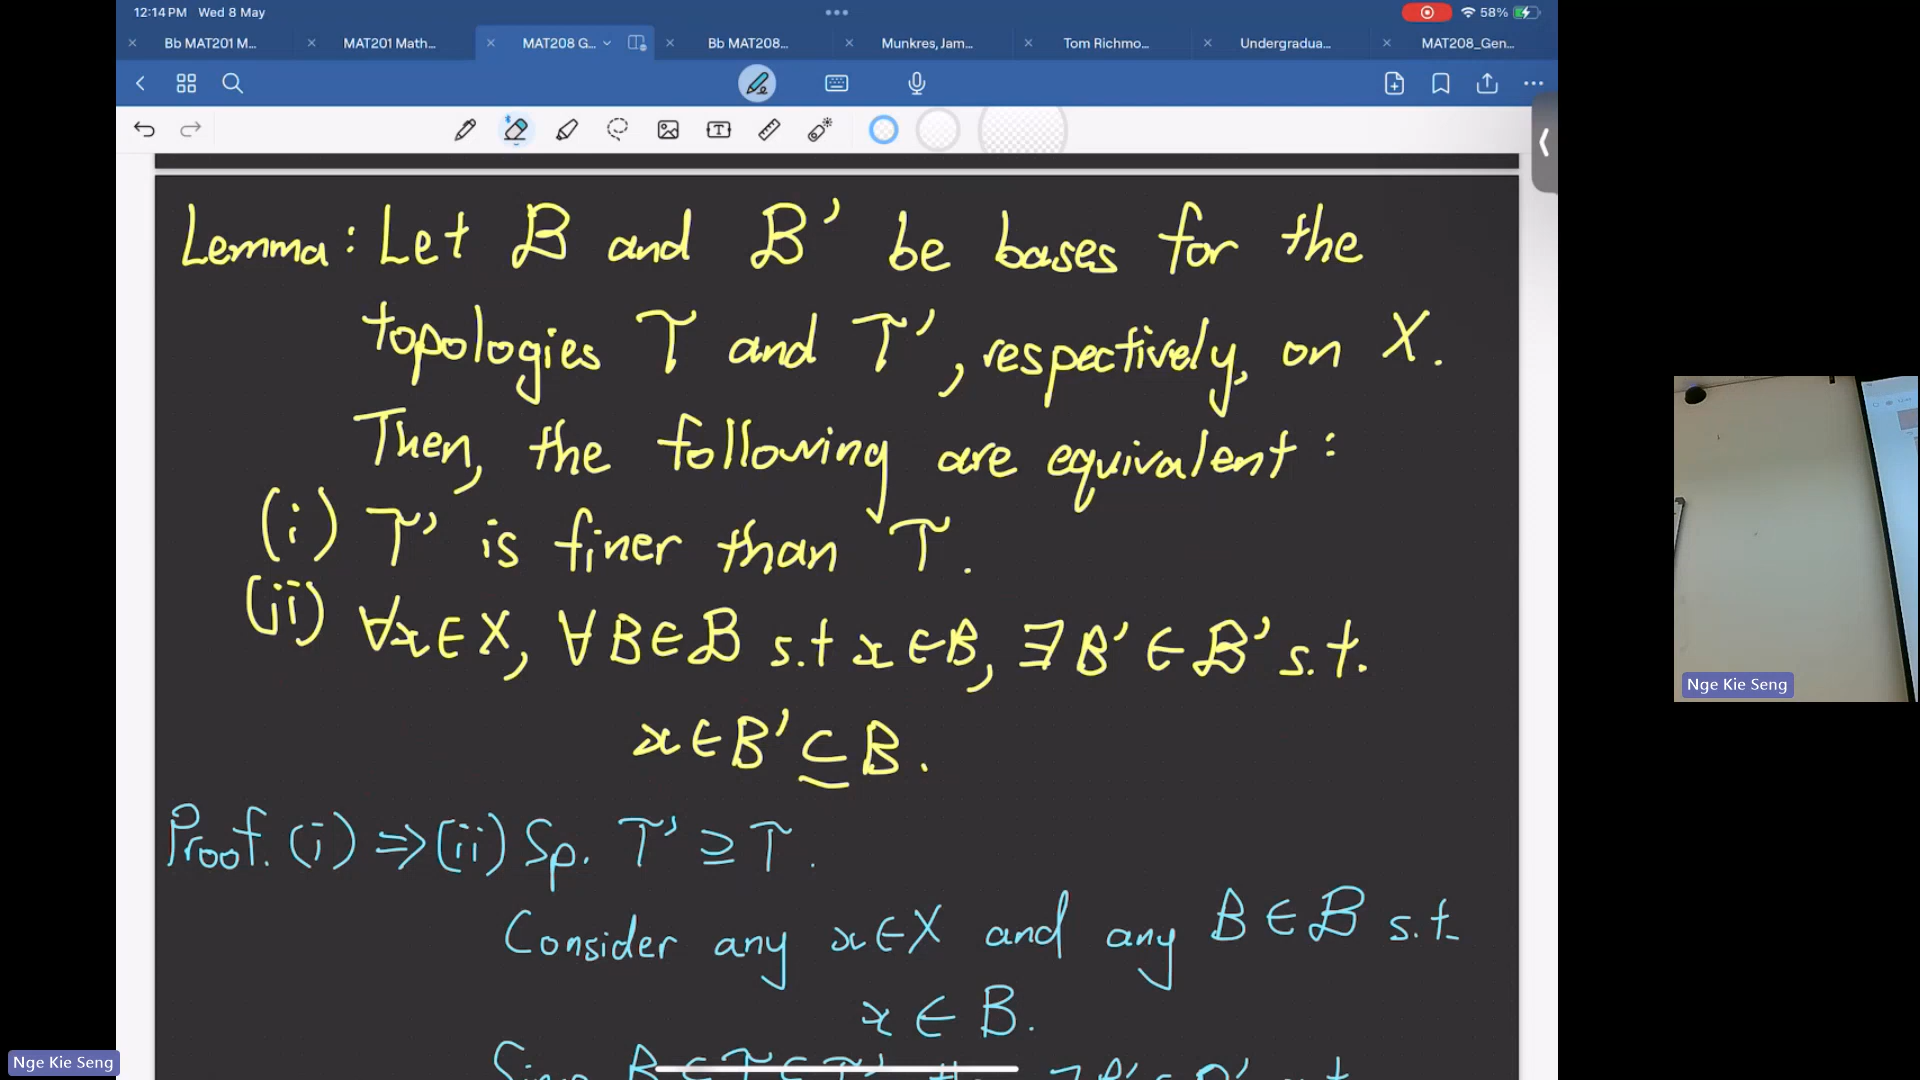 12:14 PM Wed 8 May
58%
Bb MAT201 M...
MAT201 Math...
MAT208 G...
Bb MAT208...
Munkres, Jam...
Tom Richmo...
Undergradua...
MAT208_Gen...
Lemma: Let ℬ and ℬ' be bases for the
topologies 𝒯 and 𝒯', respectively, on X.
Then, the following are equivalent:
(i) 𝒯' is finer than 𝒯.
(ii) ∀x∈X, ∀B∈ℬ s.t x∈B, ∃B'∈ℬ' s.t.
x∈B'⊆B.
Proof. (i) ⇒ (ii) Sp. 𝒯' ⊇ 𝒯.
Consider any x∈X and any B∈ℬ s.t.
x∈B.
Nge Kie Seng
Nge Kie Seng